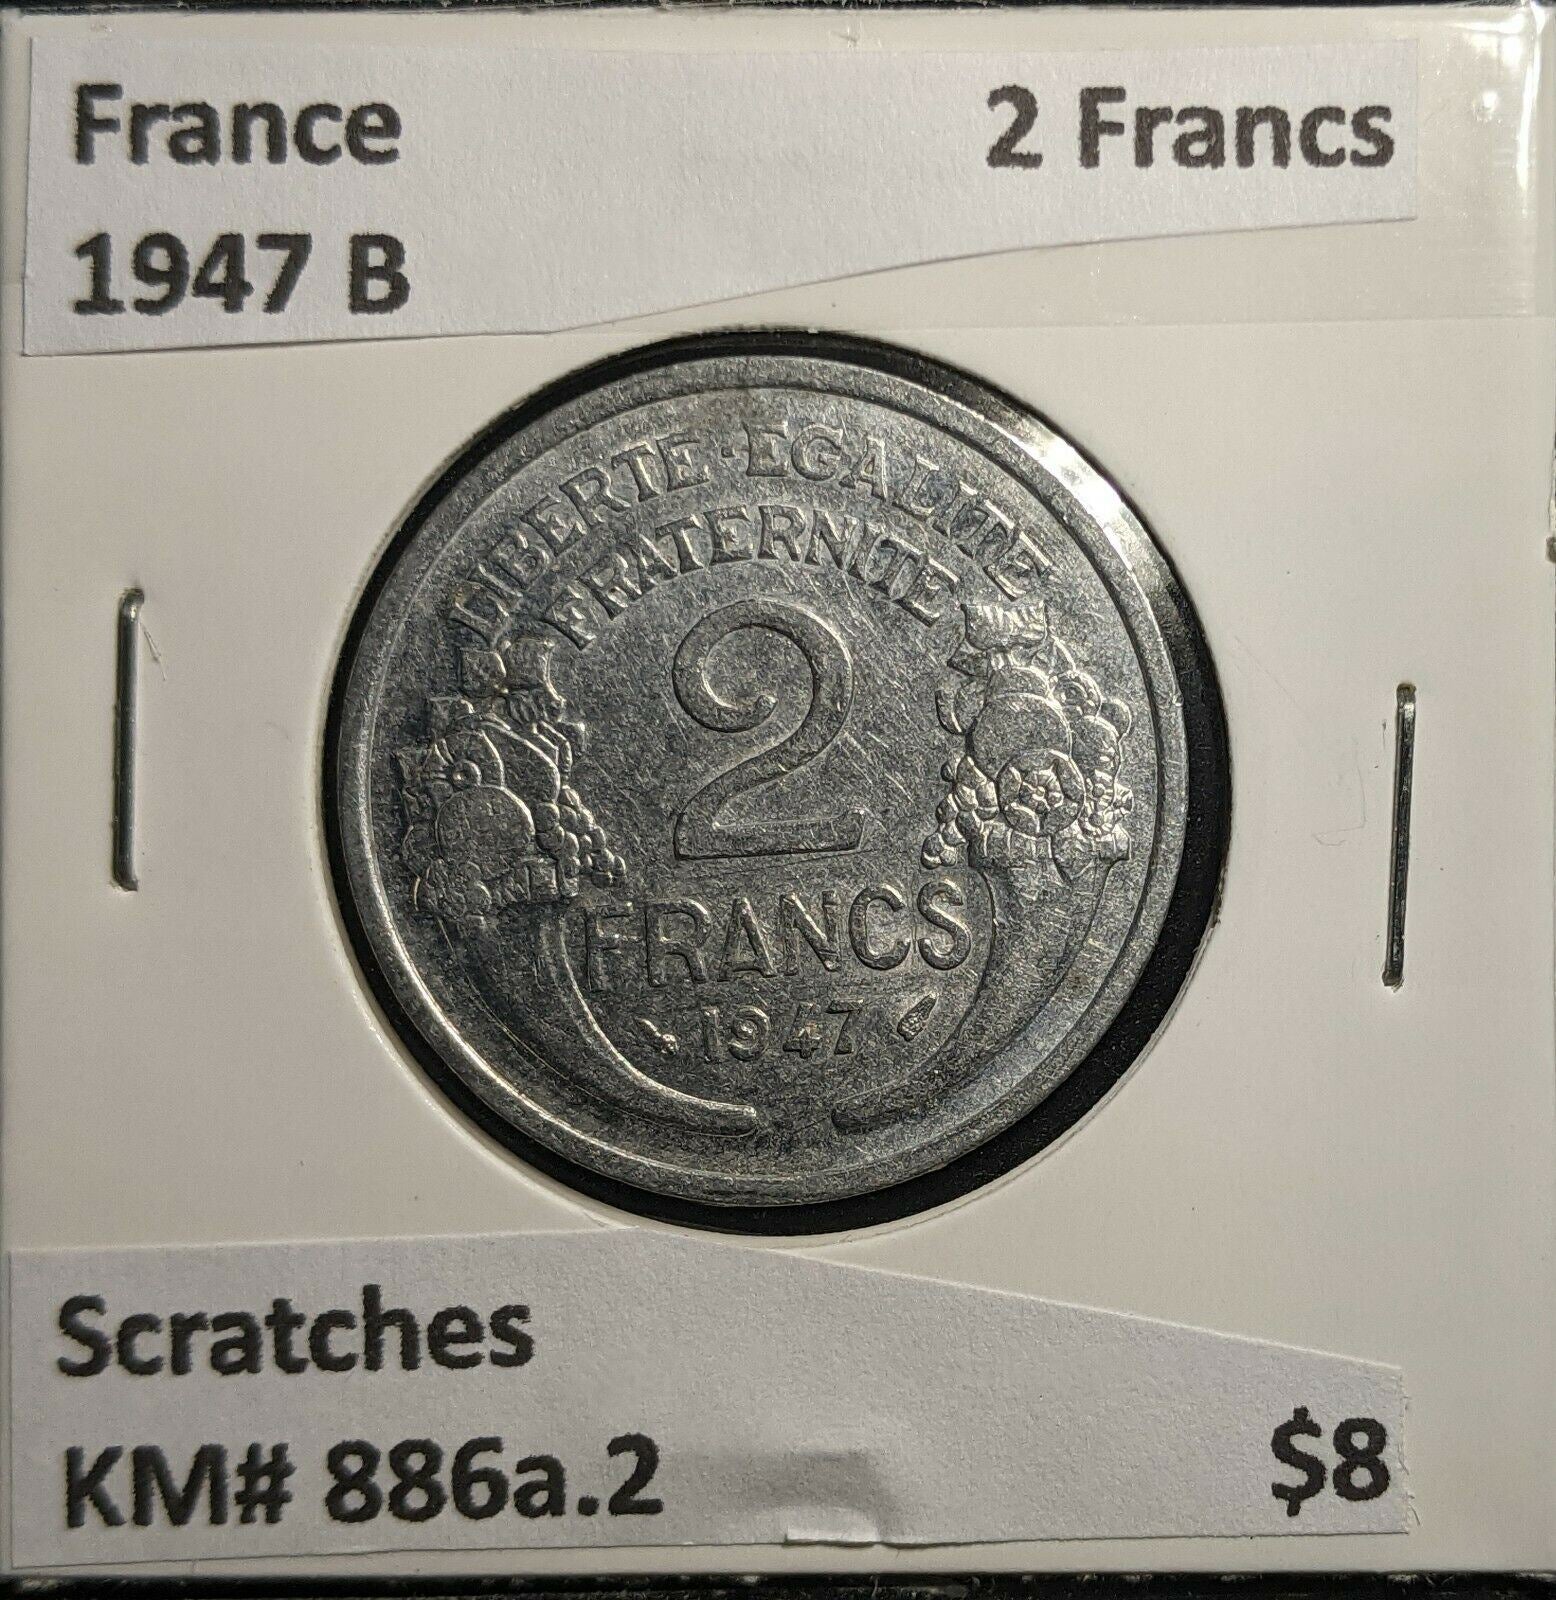 France 2 Francs
1947 B
LIBERTE·EGALITE
FRATERNITE
2
FRANCS
1947
Scratches
KM# 886a.2 $8